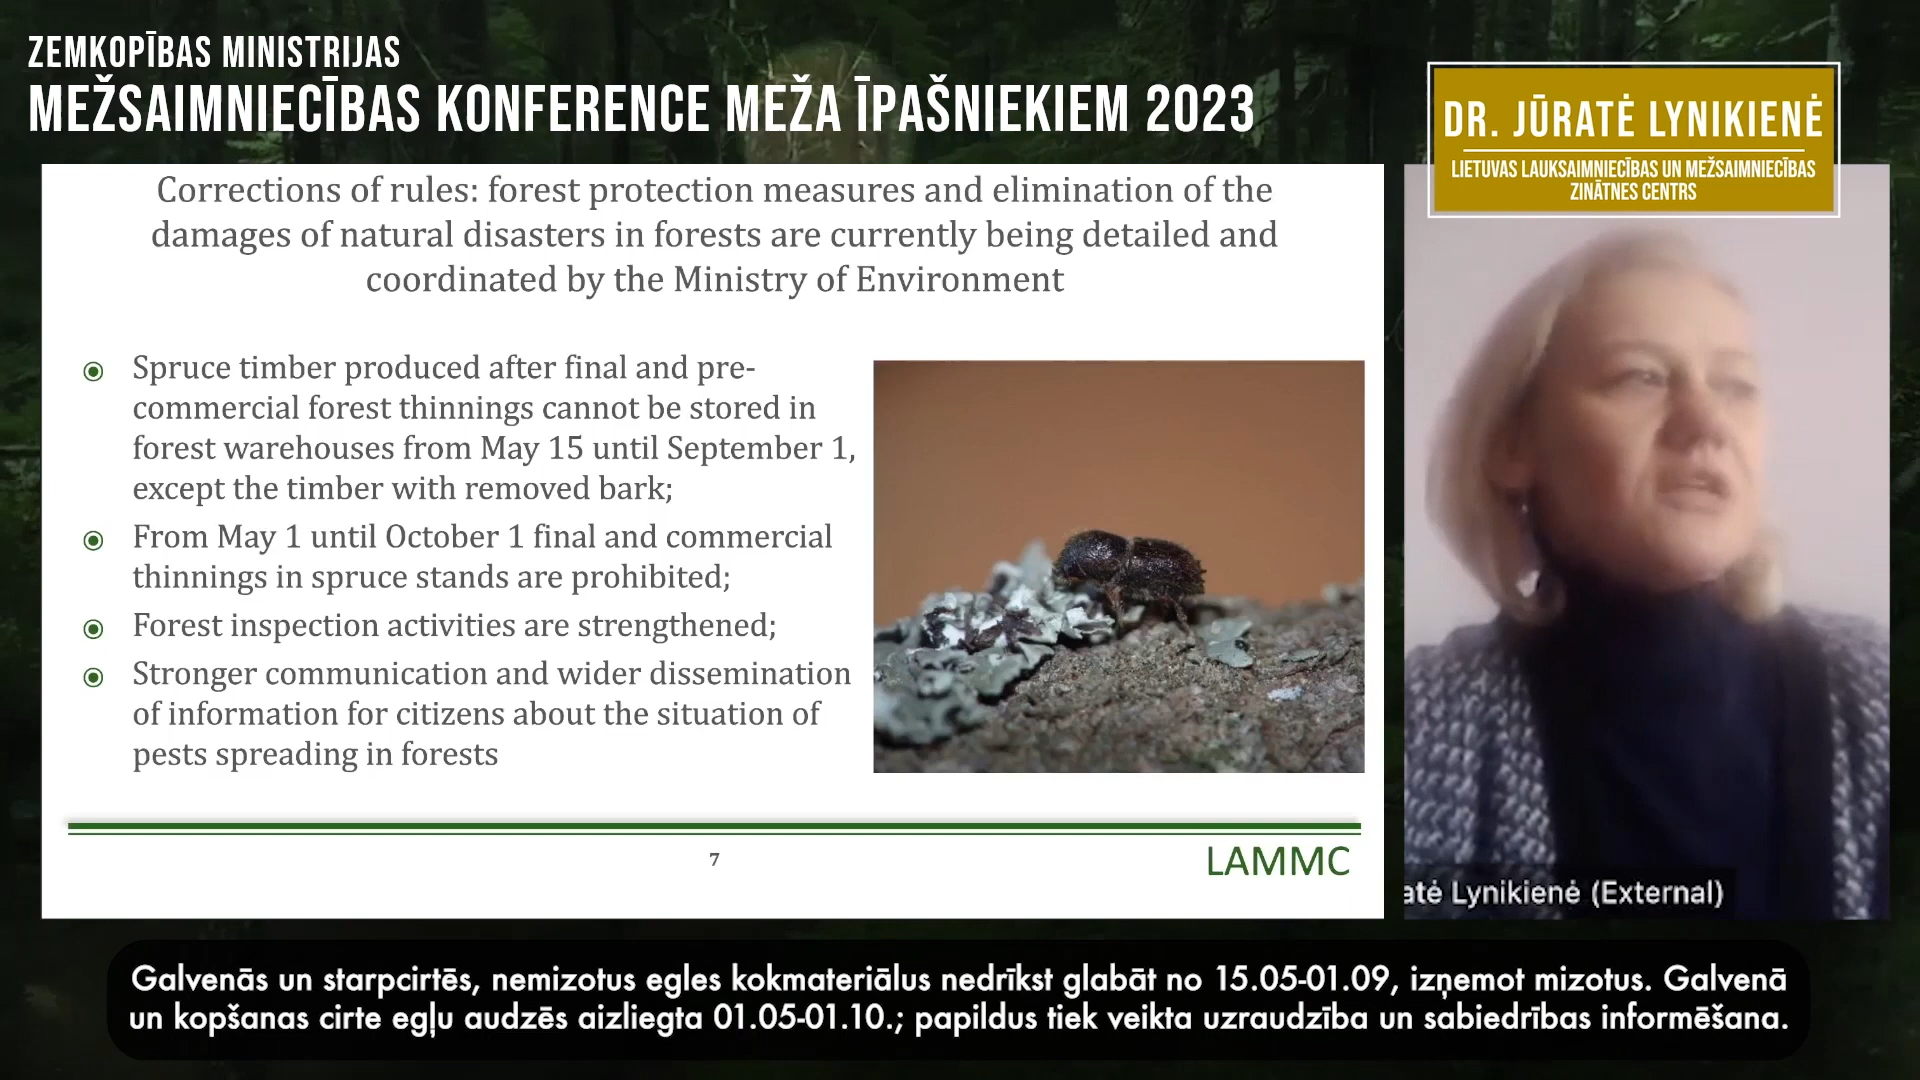 ZEMKOPĪBAS MINISTRIJAS
MEŽSAIMNIECĪBAS KONFERENCE MEŽA ĪPAŠNIEKIEM 2023
DR. JŪRATĖ LYNIKIENĖ
LIETUVAS LAUKSAIMNIECĪBAS UN MEŽSAIMNIECĪBAS
ZINĀTNES CENTRS
Corrections of rules: forest protection measures and elimination of the
damages of natural disasters in forests are currently being detailed and
coordinated by the Ministry of Environment
Spruce timber produced after final and pre-
commercial forest thinnings cannot be stored in
forest warehouses from May 15 until September 1,
except the timber with removed bark;
From May 1 until October 1 final and commercial
thinnings in spruce stands are prohibited;
Forest inspection activities are strengthened;
Stronger communication and wider dissemination
of information for citizens about the situation of
pests spreading in forests
7
LAMMC
atė Lynikienė (External)
Galvenās un starpcirtēs, nemizotus egles kokmateriālus nedrīkst glabāt no 15.05-01.09, izņemot mizotus. Galvenā
un kopšanas cirte egļu audzēs aizliegta 01.05-01.10.; papildus tiek veikta uzraudzība un sabiedrības informēšana.